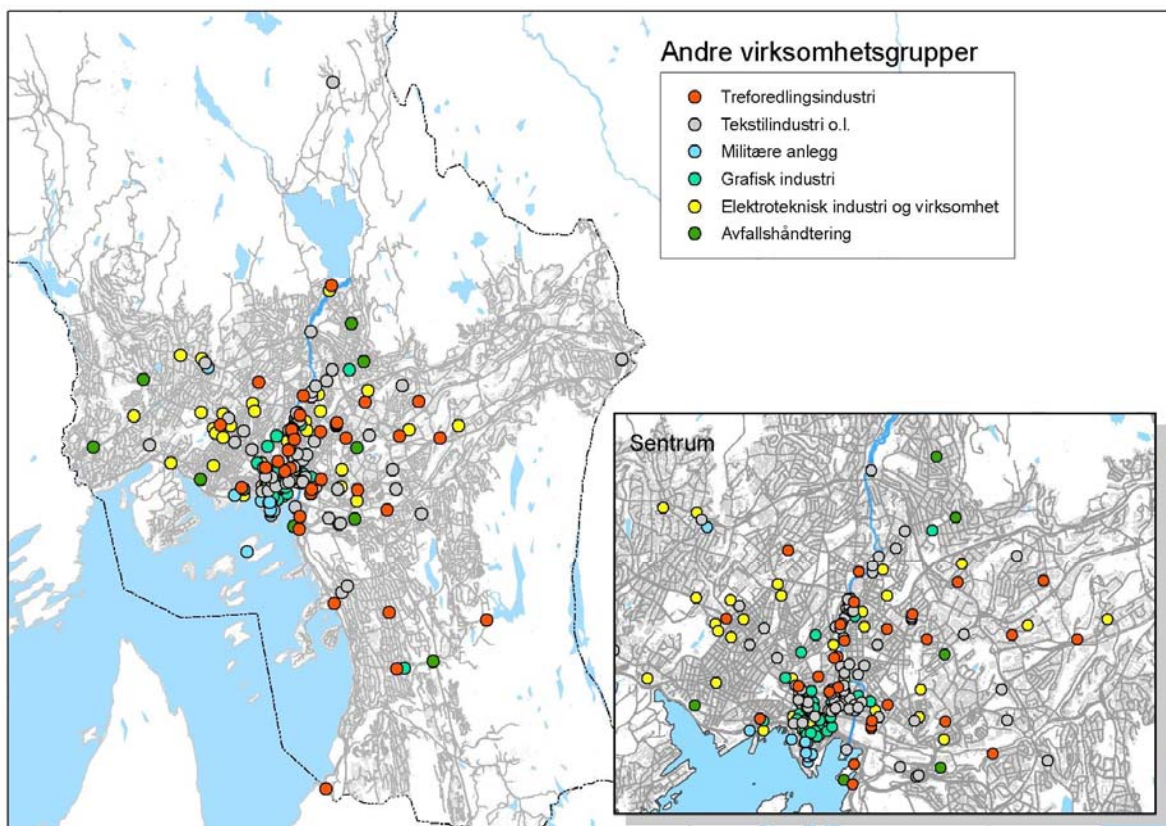 Andre virksomhetsgrupper
Treforedlingsindustri
Tekstilindustri o.l.
Militære anlegg
Grafisk industri
Elektroteknisk industri og virksomhet
Avfallshåndtering
Sentrum